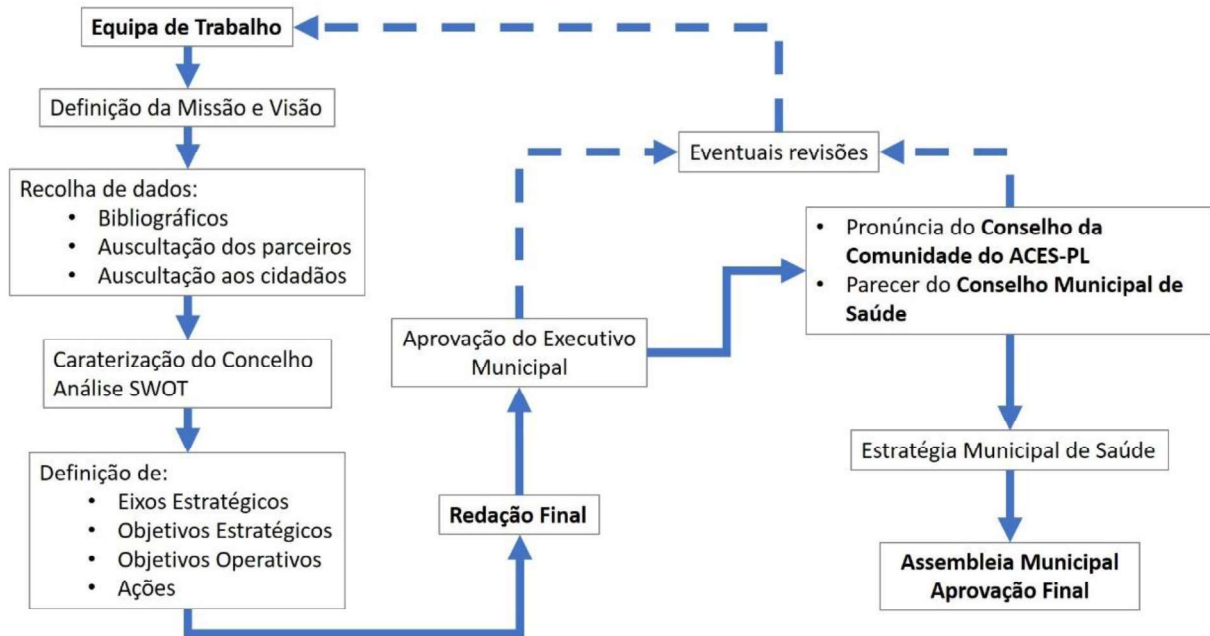 Equipa de Trabalho
Definição da Missão e Visão
Recolha de dados:
• Bibliográficos
• Auscultação dos parceiros
• Auscultação aos cidadãos
Caraterização do Concelho
Análise SWOT
Definição de:
• Eixos Estratégicos
• Objetivos Estratégicos
• Objetivos Operativos
• Ações
Redação Final
Aprovação do Executivo
Municipal
Eventuais revisões
• Pronúncia do Conselho da
Comunidade do ACES-PL
• Parecer do Conselho Municipal de
Saúde
Estratégia Municipal de Saúde
Assembleia Municipal
Aprovação Final